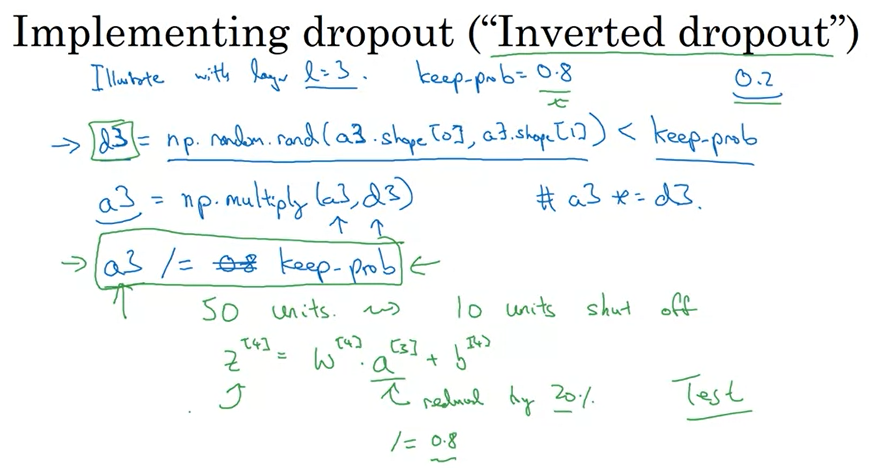 Implementing dropout ("Inverted dropout")
Illustrate with layer l=3. keep-prob=0.8 0.2
→ d3 = np.random.rand(a3.shape[0], a3.shape[1]) < keep-prob
a3 = np.multiply(a3, d3) # a3 *= d3.
→ a3 /= 0.8 keep-prob ←
50 units. ⇝ 10 units shut off
z^[4] = W^[4] · a^[3] + b^[4]
reduced by 20% Test
/= 0.8